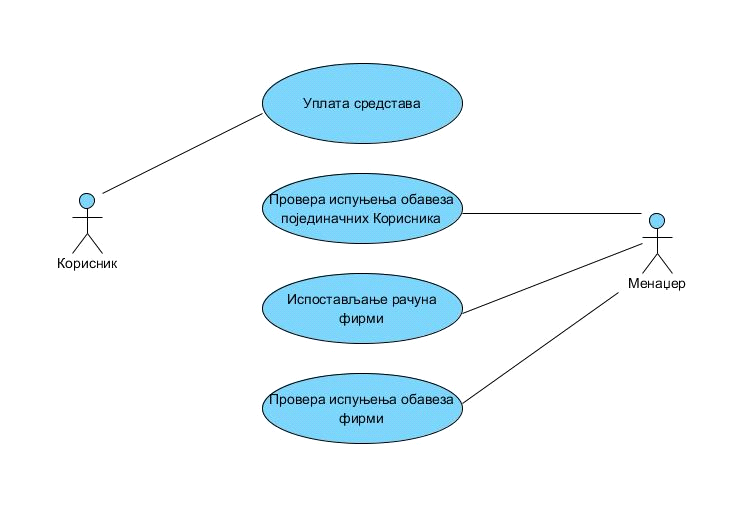 Уплата средстава
Провера испуњења обавеза
појединачних Корисника
Корисник
Менаџер
Испостављање рачуна
фирми
Провера испуњења обавеза
фирми